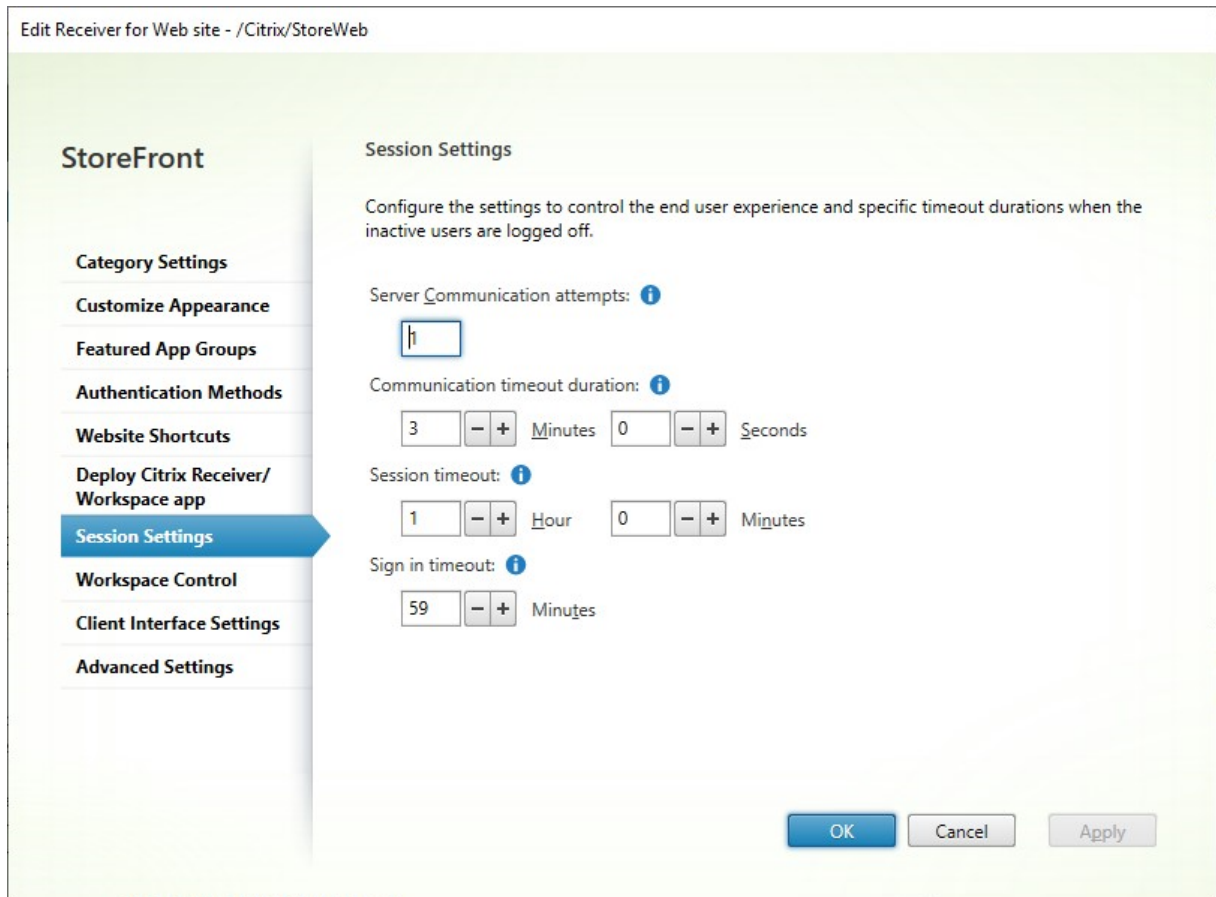 Edit Receiver for Web site - /Citrix/StoreWeb
StoreFront
Category Settings
Customize Appearance
Featured App Groups
Authentication Methods
Website Shortcuts
Deploy Citrix Receiver/
Workspace app
Session Settings
Workspace Control
Client Interface Settings
Advanced Settings
Session Settings
Configure the settings to control the end user experience and specific timeout durations when the
inactive users are logged off.
Server Communication attempts:
1
Communication timeout duration:
3 − + Minutes 0 − + Seconds
Session timeout:
1 − + Hour 0 − + Minutes
Sign in timeout:
59 − + Minutes
OK Cancel Apply